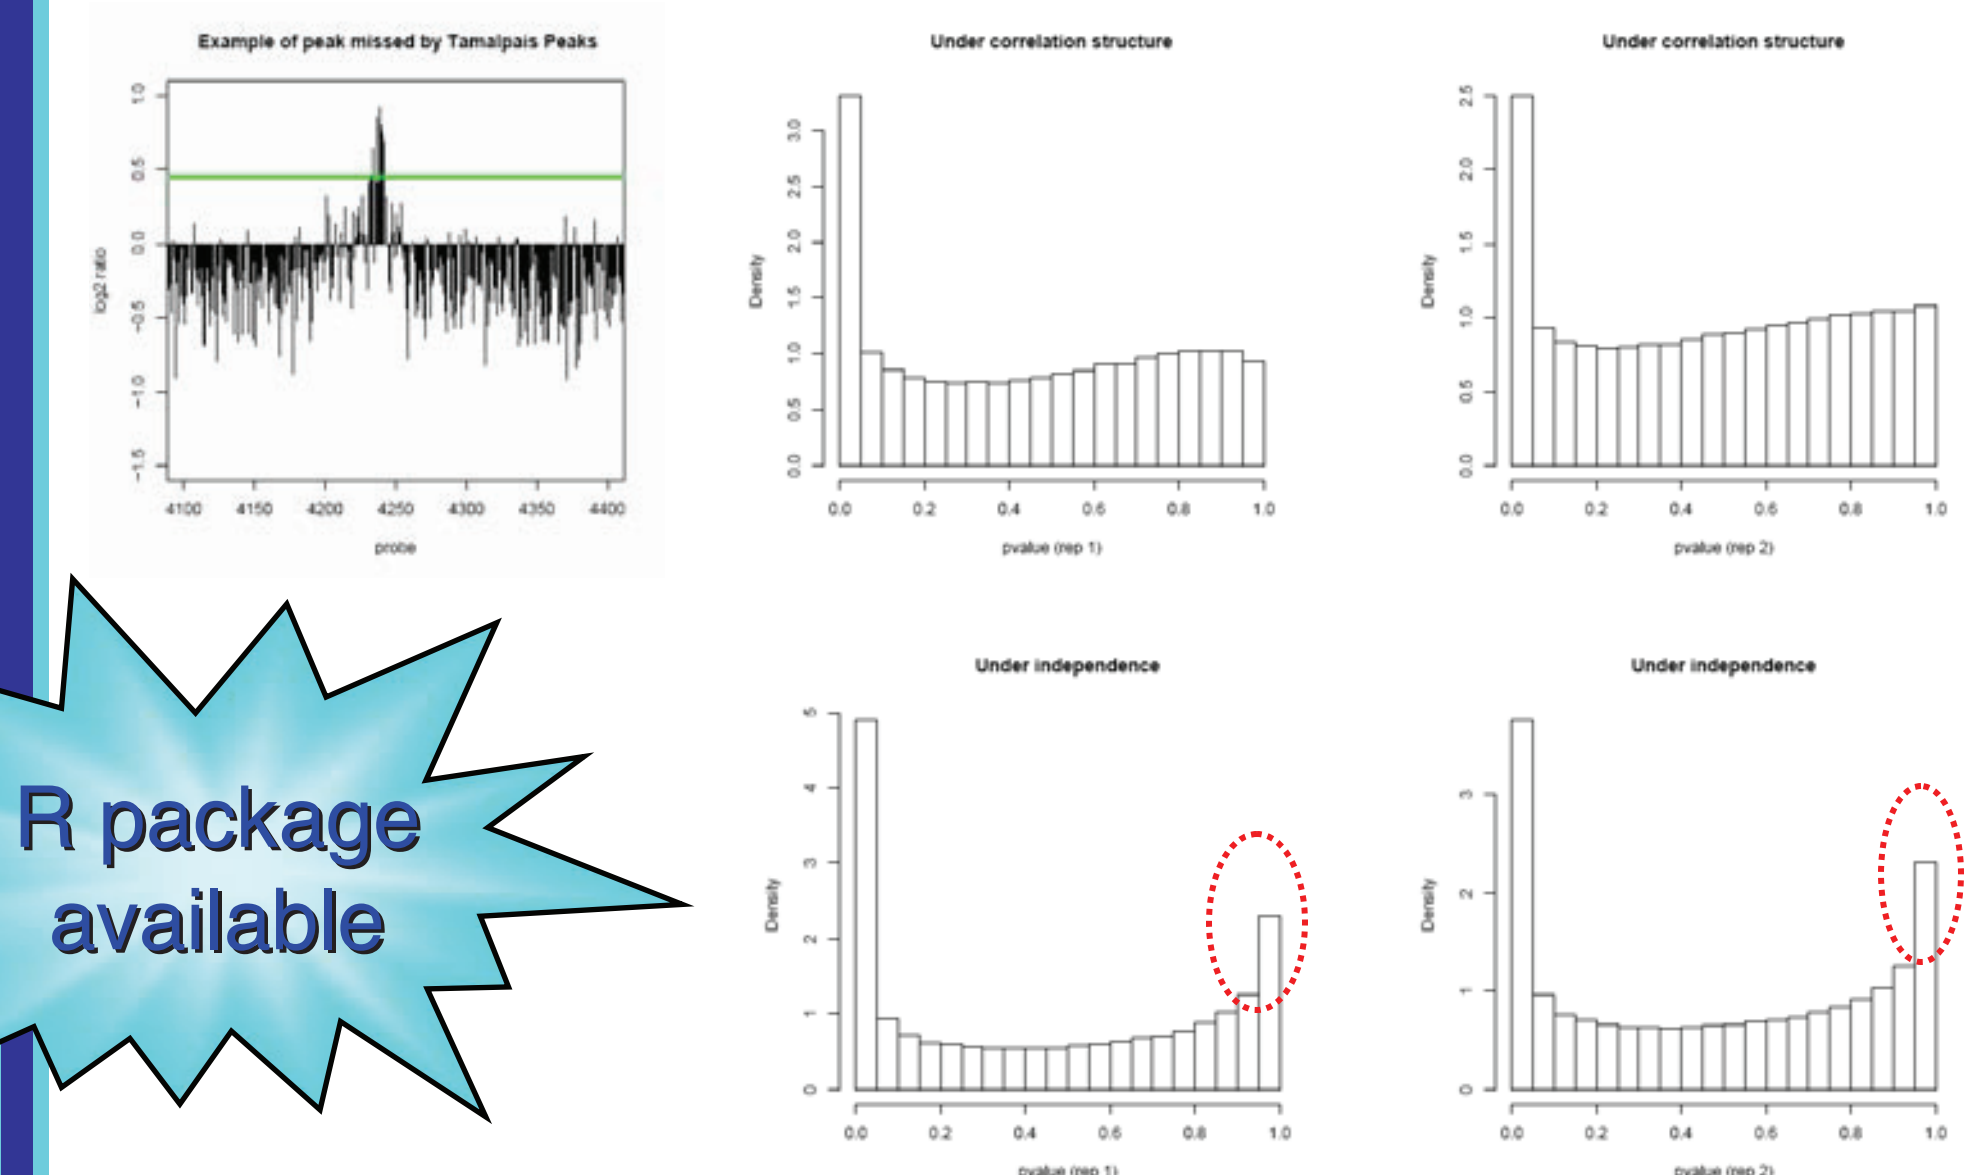 Example of peak missed by Tamalpais Peaks
1.0
0.5
0.0
-0.5
-1.0
-1.5
log2 ratio
4100 4150 4200 4250 4300 4350 4400
probe
Under correlation structure
3.0
2.5
2.0
1.5
1.0
0.5
0.0
Density
0.0 0.2 0.4 0.6 0.8 1.0
pvalue (rep 1)
Under correlation structure
2.5
2.0
1.5
1.0
0.5
0.0
Density
0.0 0.2 0.4 0.6 0.8 1.0
pvalue (rep 2)
R package
available
Under independence
5
4
3
2
1
0
Density
0.0 0.2 0.4 0.6 0.8 1.0
pvalue (rep 1)
Under independence
3
2
1
0
Density
0.0 0.2 0.4 0.6 0.8 1.0
pvalue (rep 2)